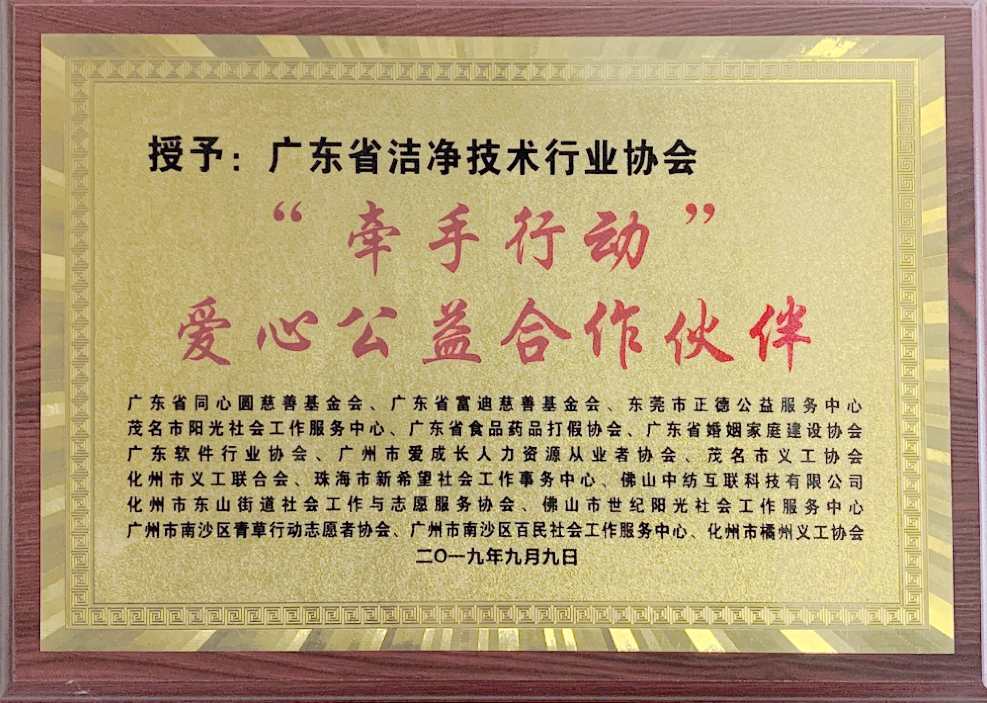 授予：广东省洁净技术行业协会
“牵手行动”
爱心公益合作伙伴
广东省同心圆慈善基金会、广东省富迪慈善基金会、东莞市正德公益服务中心
茂名市阳光社会工作服务中心、广东省食品药品打假协会、广东省婚姻家庭建设协会
广东软件行业协会、广州市爱成长人力资源从业者协会、茂名市义工协会
化州市义工联合会、珠海市新希望社会工作事务中心、佛山中纺互联科技有限公司
化州市东山街道社会工作与志愿服务协会、佛山市世纪阳光社会工作服务中心
广州市南沙区青草行动志愿者协会、广州市南沙区百民社会工作服务中心、化州市橘州义工协会
二〇一九年九月九日